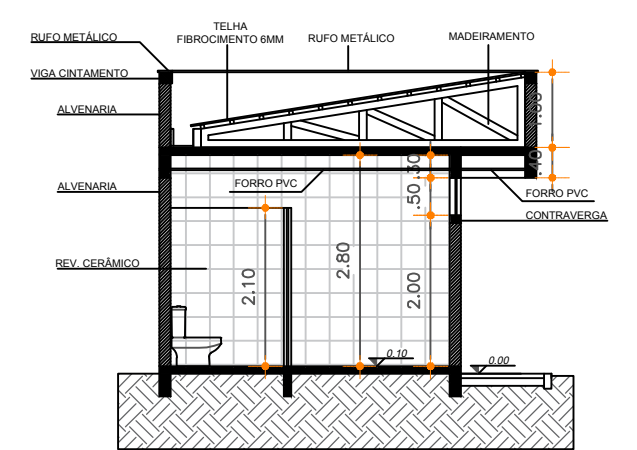 TELHA
FIBROCIMENTO 6MM
RUFO METÁLICO
RUFO METÁLICO
MADEIRAMENTO
VIGA CINTAMENTO
ALVENARIA
.40
.30
ALVENARIA
FORRO PVC
FORRO PVC
.50
CONTRAVERGA
REV. CERÂMICO
2.10
2.80
2.00
0.10
0.00